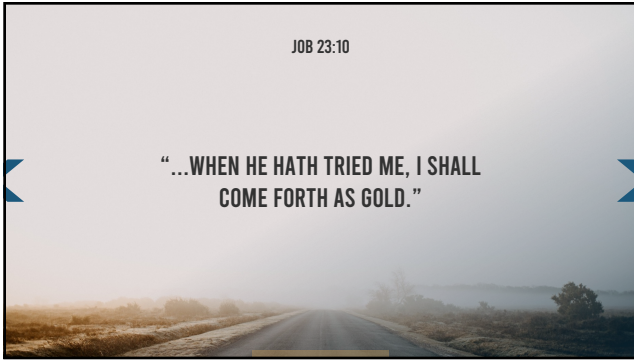 JOB 23:10
“...WHEN HE HATH TRIED ME, I SHALL
COME FORTH AS GOLD.”